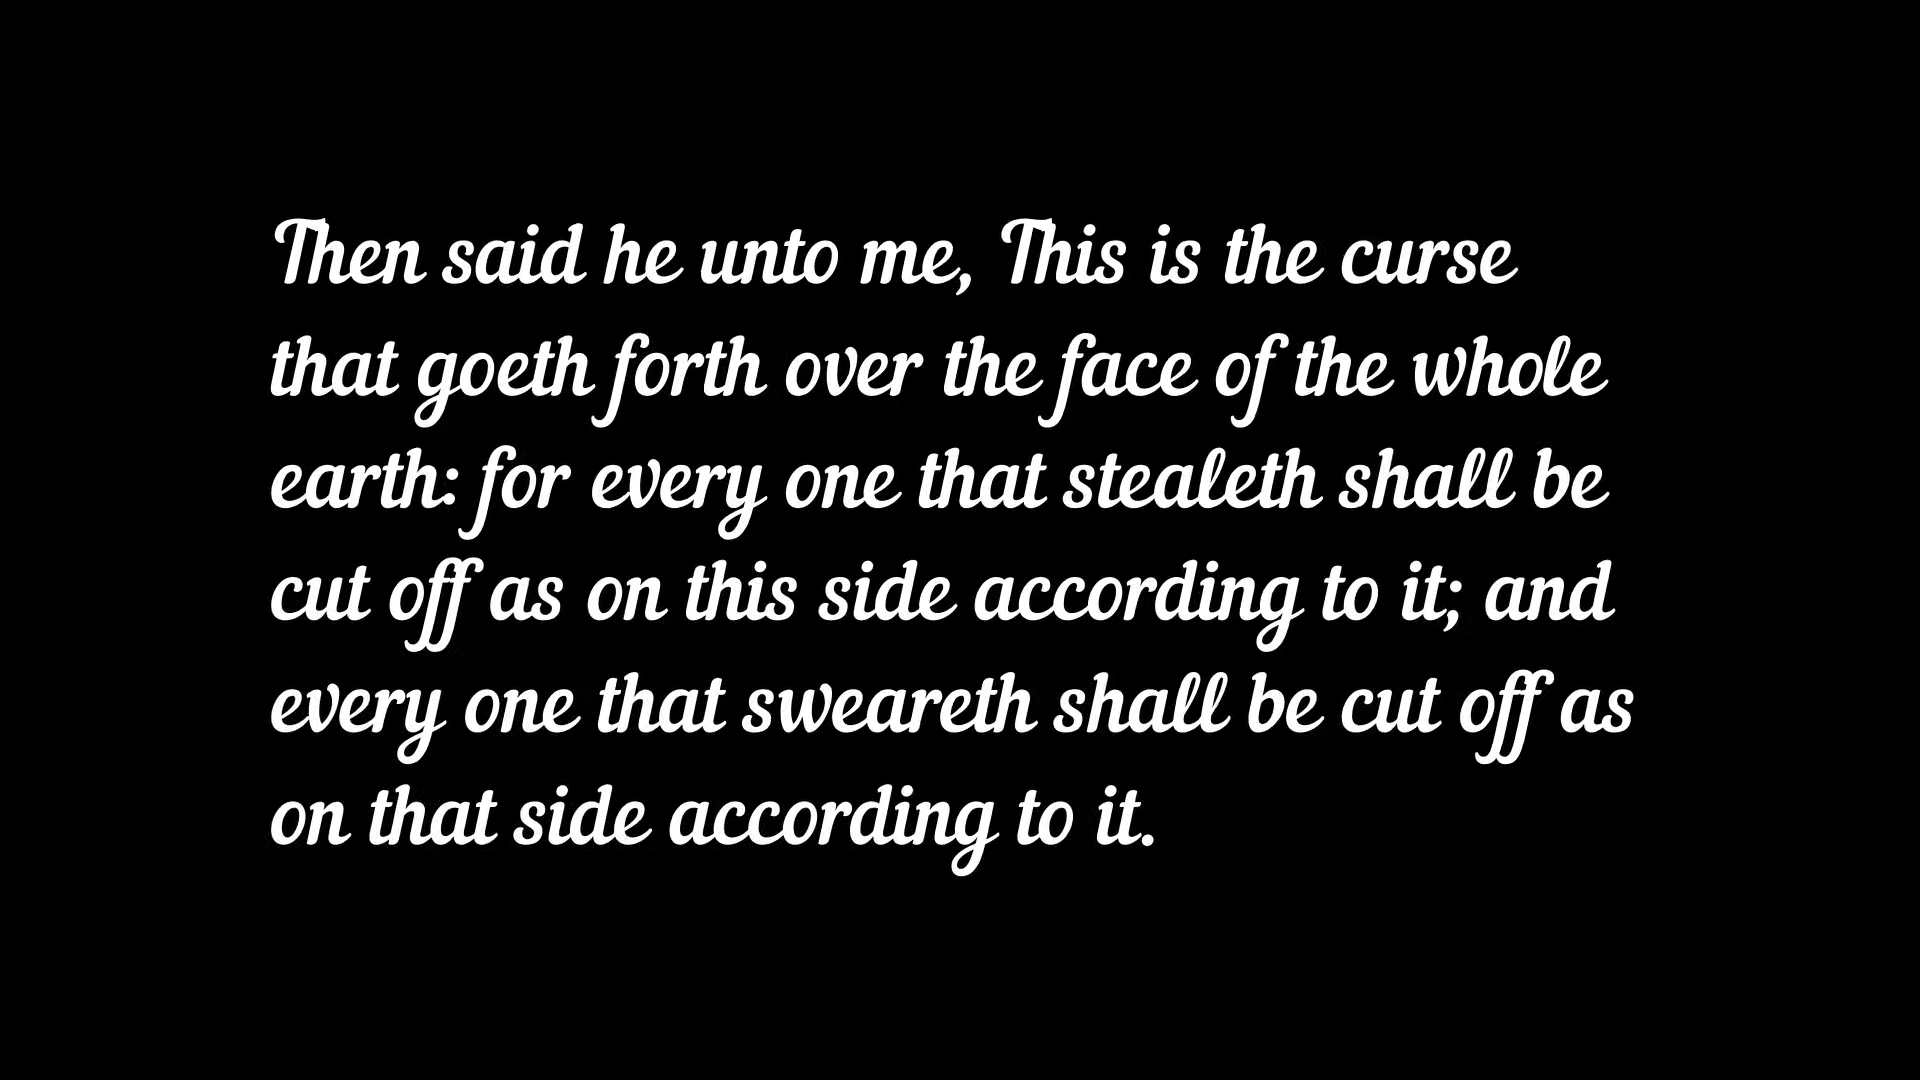 Then said he unto me, This is the curse
that goeth forth over the face of the whole
earth: for every one that stealeth shall be
cut off as on this side according to it; and
every one that sweareth shall be cut off as
on that side according to it.